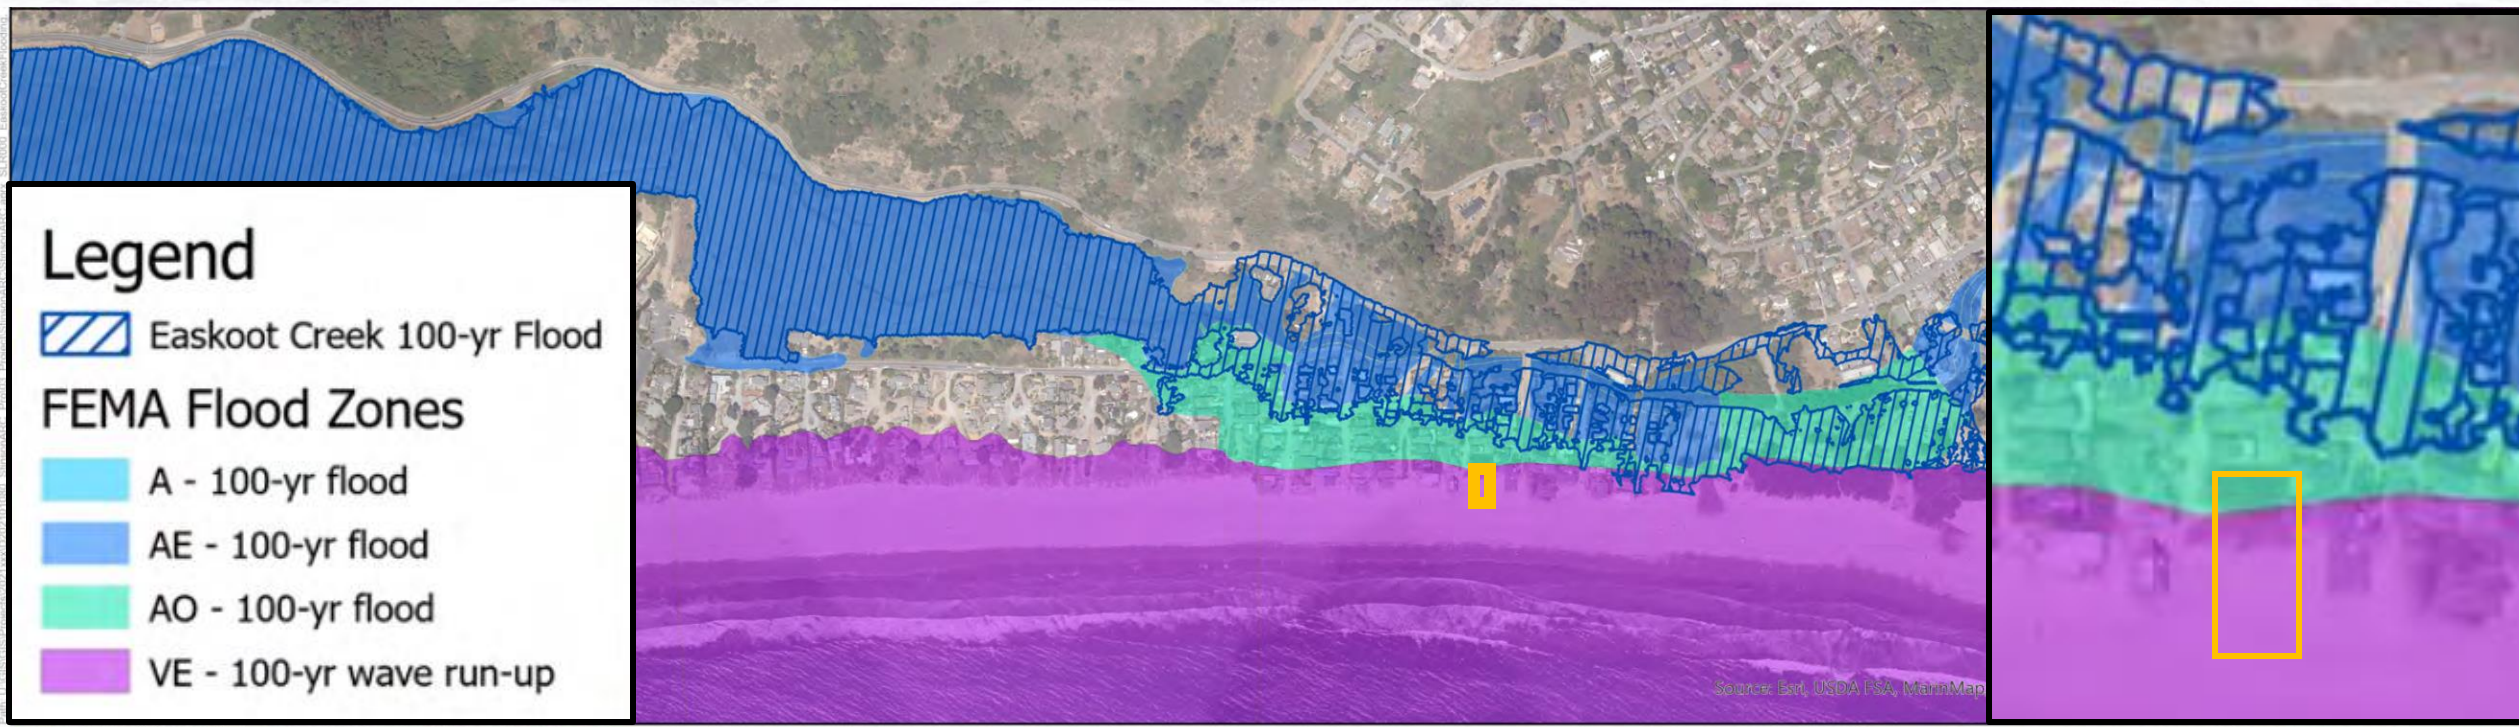 Legend
Easkoot Creek 100-yr Flood
FEMA Flood Zones
A - 100-yr flood
AE - 100-yr flood
AO - 100-yr flood
VE - 100-yr wave run-up
Source: Esri, USDA FSA, MarinMap